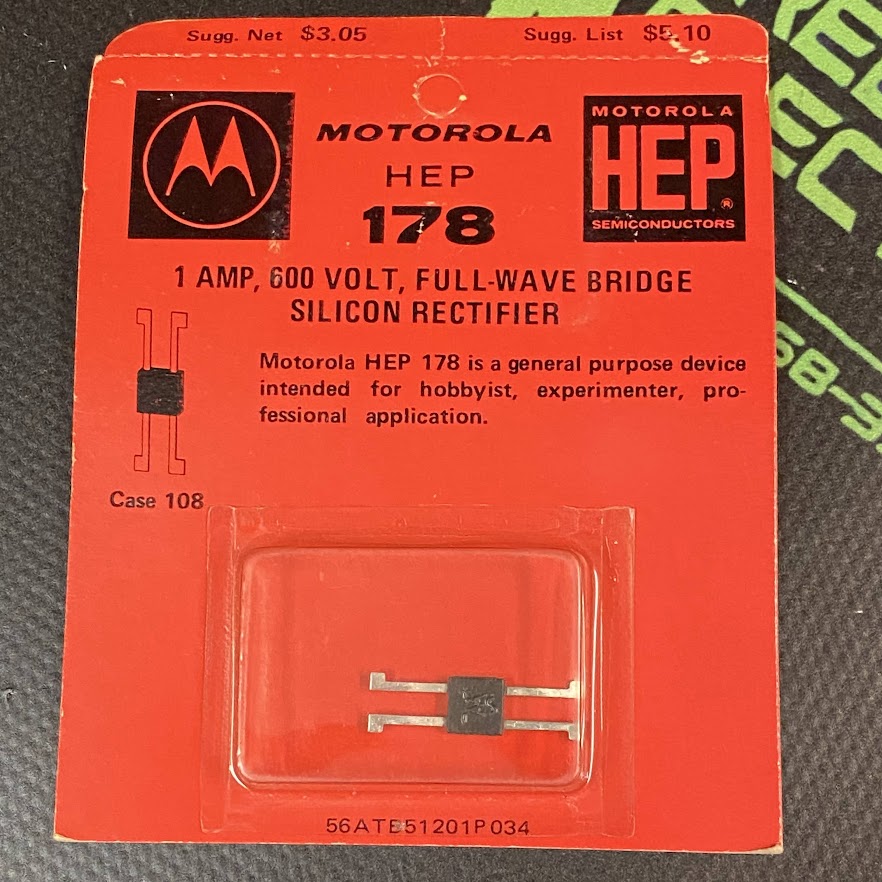 Sugg. Net $3.05 Sugg. List $5.10
MOTOROLA
HEP
178
MOTOROLA
HEP®
SEMICONDUCTORS
1 AMP, 600 VOLT, FULL-WAVE BRIDGE
SILICON RECTIFIER
Motorola HEP 178 is a general purpose device
intended for hobbyist, experimenter, pro-
fessional application.
Case 108
56ATB51201P034